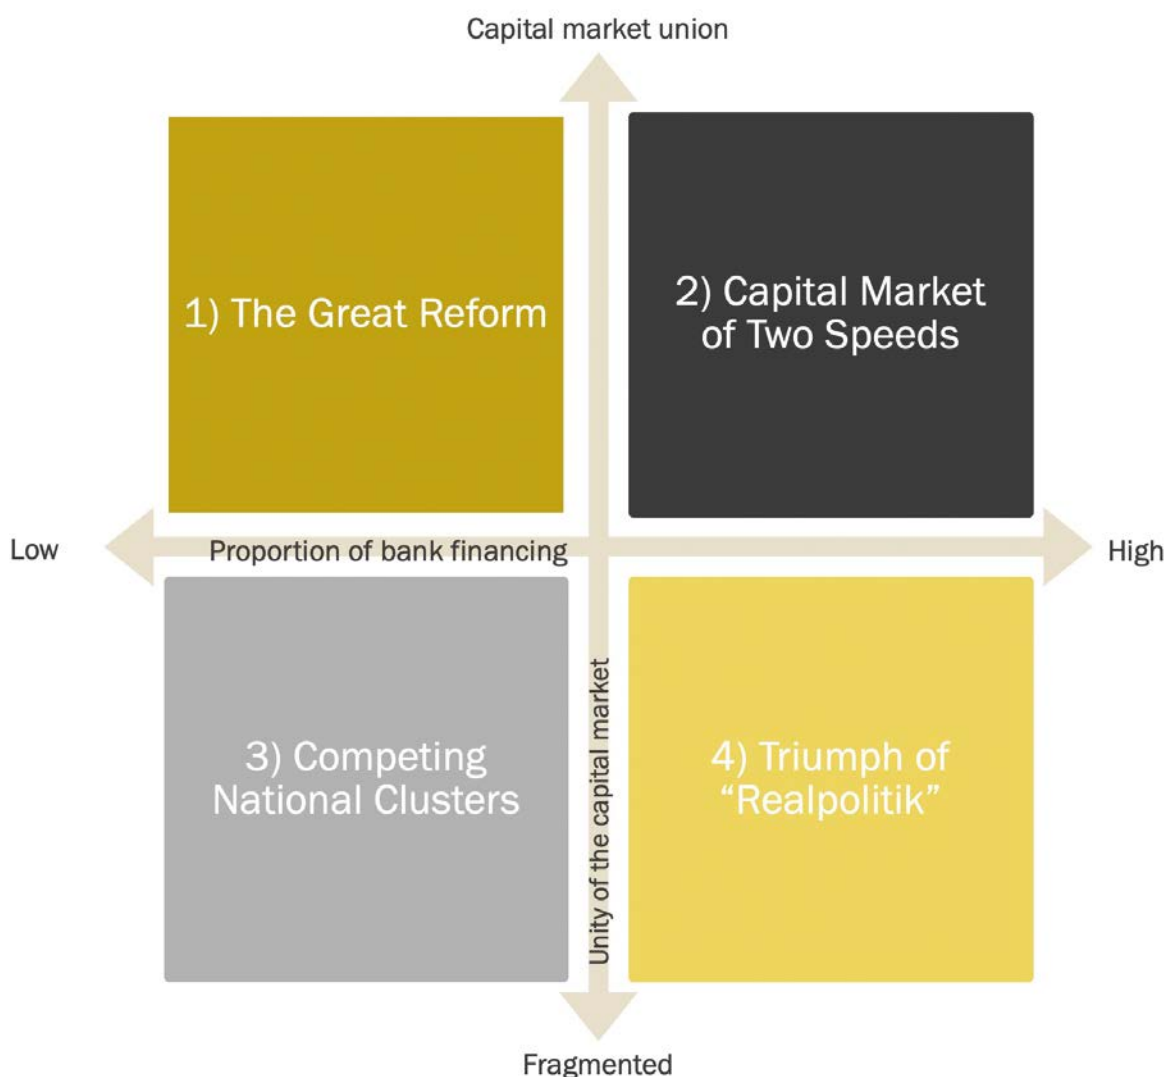 Capital market union
1) The Great Reform
2) Capital Market
of Two Speeds
Low
Proportion of bank financing
High
3) Competing
National Clusters
Unity of the capital market
4) Triumph of
“Realpolitik”
Fragmented